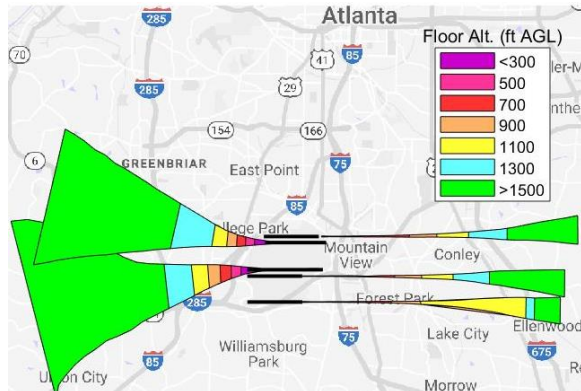 Atlanta
285
70
85
41
Floor Alt. (ft AGL)
<300
500
700
900
1100
1300
>1500
29
285
154
166
6
GREENBRIAR
East Point
75
85
llege Park
Mountain
View
Conley
285
Forest Park
Ellenwood
Lake City
Williamsburg
Park
75
675
85
Morrow